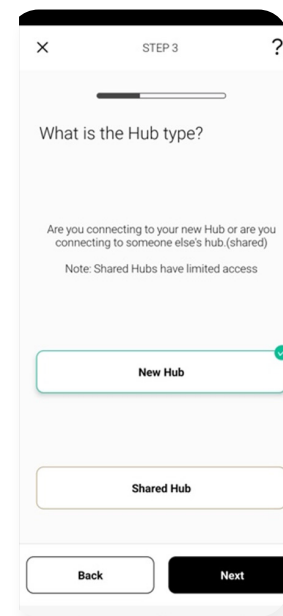 STEP 3
?
What is the Hub type?
Are you connecting to your new Hub or are you
connecting to someone else's hub.(shared)
Note: Shared Hubs have limited access
New Hub
Shared Hub
Back
Next